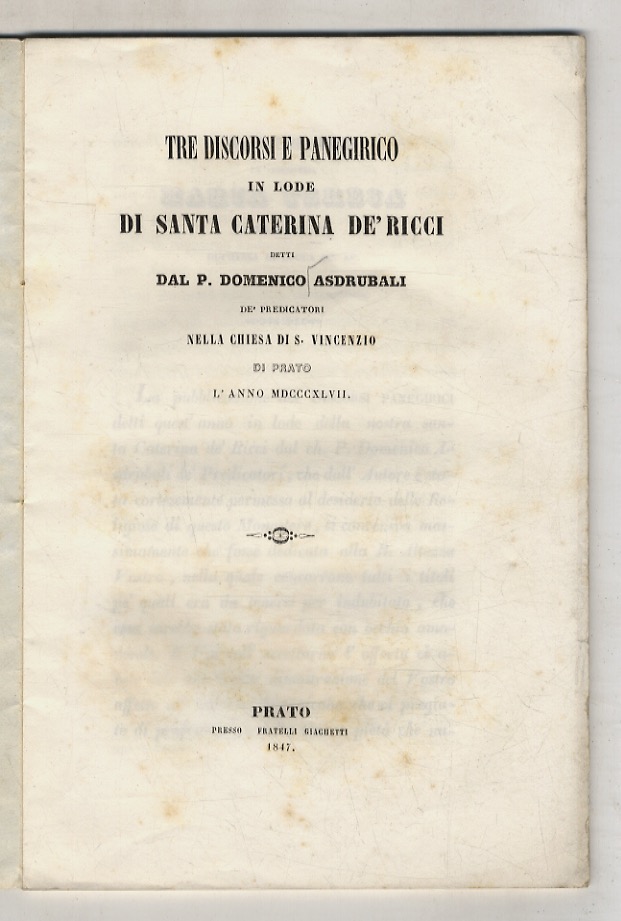 TRE DISCORSI E PANEGIRICO
IN LODE
DI SANTA CATERINA DE' RICCI
DETTI
DAL P. DOMENICO ASDRUBALI
DE' PREDICATORI
NELLA CHIESA DI S. VINCENZIO
DI PRATO
L'ANNO MDCCCXLVII.
PRATO
PRESSO FRATELLI GIACHETTI
1847.